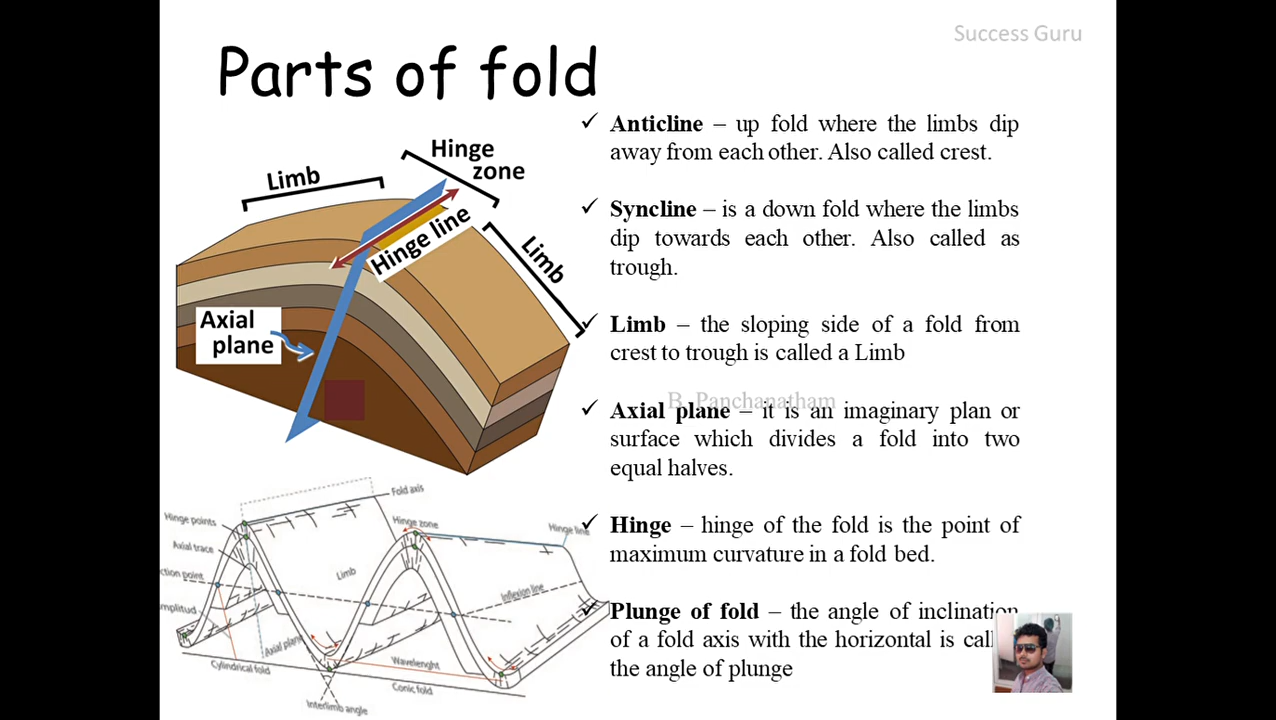 Success Guru
Parts of fold
Hinge
zone
Limb
Hinge line
Limb
Axial
plane
✓ Anticline – up fold where the limbs dip
away from each other. Also called crest.
✓ Syncline – is a down fold where the limbs
dip towards each other. Also called as
trough.
✓ Limb – the sloping side of a fold from
crest to trough is called a Limb
B. Panchanatham
✓ Axial plane – it is an imaginary plan or
surface which divides a fold into two
equal halves.
✓ Hinge – hinge of the fold is the point of
maximum curvature in a fold bed.
✓ Plunge of fold – the angle of inclination
of a fold axis with the horizontal is call
the angle of plunge
Fold axis
Hinge points
Hinge zone
Hinge line
Axial trace
ction point
Limb
Inflexion line
mplitud
Axial plane
Cylindrical fold
Wavelenght
Conic fold
Interlimb angle